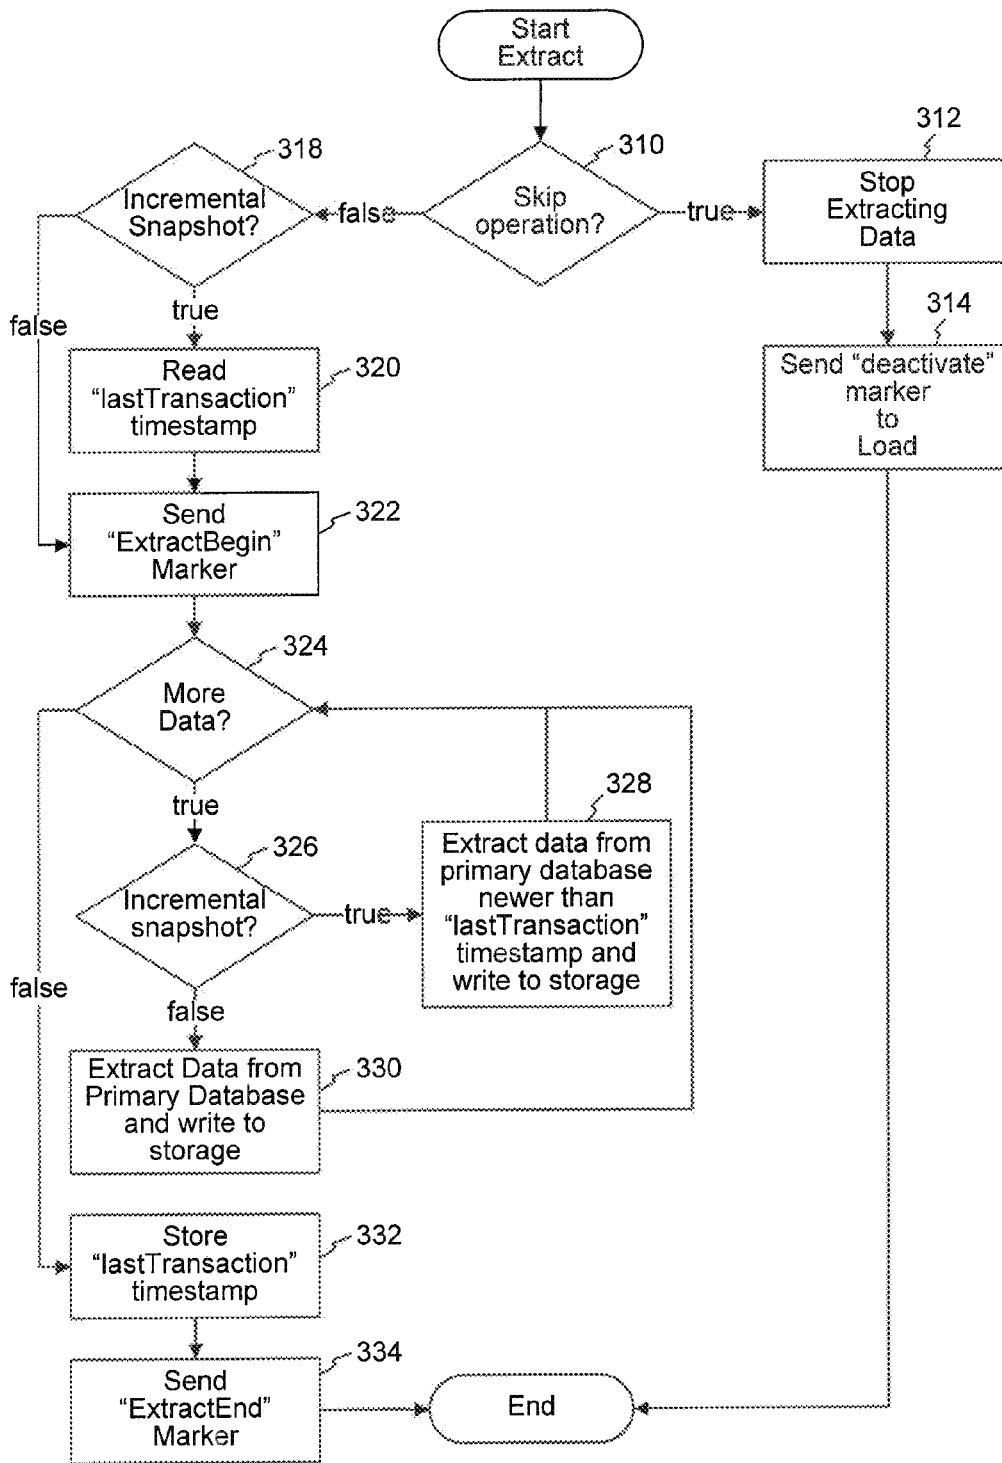 Start
Extract
318
310
312
Incremental
Snapshot?
false
Skip
operation?
true
Stop
Extracting
Data
true
false
314
Read
"lastTransaction"
timestamp
320
Send "deactivate"
marker
to
Load
Send
"ExtractBegin"
Marker
322
324
More
Data?
true
328
326
Incremental
snapshot?
true
Extract data from
primary database
newer than
"lastTransaction"
timestamp and
write to storage
false
false
Extract Data from
Primary Database
and write to
storage
330
Store
"lastTransaction"
timestamp
332
334
Send
"ExtractEnd"
Marker
End